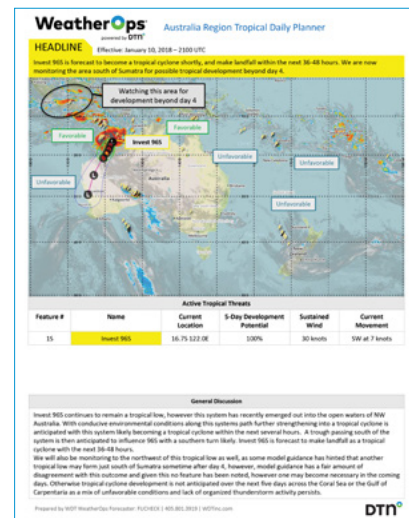 WeatherOps
powered by DTN
Australia Region Tropical Daily Planner
HEADLINE
Effective: January 10, 2018 – 2100 UTC
Invest 96S is forecast to become a tropical cyclone shortly, and make landfall within the next 36-48 hours. We are now
monitoring the area south of Sumatra for possible tropical development beyond day 4.
Watching this area for
development beyond day 4
Favorable
Favorable
Invest 96S
Unfavorable
Unfavorable
Unfavorable
Unfavorable
L
L
Australia
Active Tropical Threats
Feature #
Name
Current
Location
5-Day Development
Potential
Sustained
Wind
Current
Movement
15
Invest 96S
16.7S 122.0E
100%
30 knots
SW at 7 knots
General Discussion
Invest 96S continues to remain a tropical low, however this system has recently emerged out into the open waters of NW
Australia. With conducive environmental conditions along this systems path further strengthening into a tropical cyclone is
anticipated with this system likely becoming a tropical cyclone within the next several hours. A trough passing south of the
system is then anticipated to influence 96S with a southern turn likely. Invest 96S is forecast to make landfall as a tropical
cyclone with the next 36-48 hours.
We will also be monitoring to the northwest of this tropical low as well, as some model guidance has hinted that another
tropical low may form just south of Sumatra sometime after day 4, however, model guidance has a fair amount of
disagreement with this outcome and given this no feature has been noted, however one may become necessary in the coming
days. Otherwise tropical cyclone development is not anticipated over the next five days across the Coral Sea or the Gulf of
Carpentaria as a mix of unfavorable conditions and lack of organized thunderstorm activity persists.
Prepared by WDT WeatherOps Forecaster: PUCHECK | 405.801.3919 | WDTinc.com
DTN